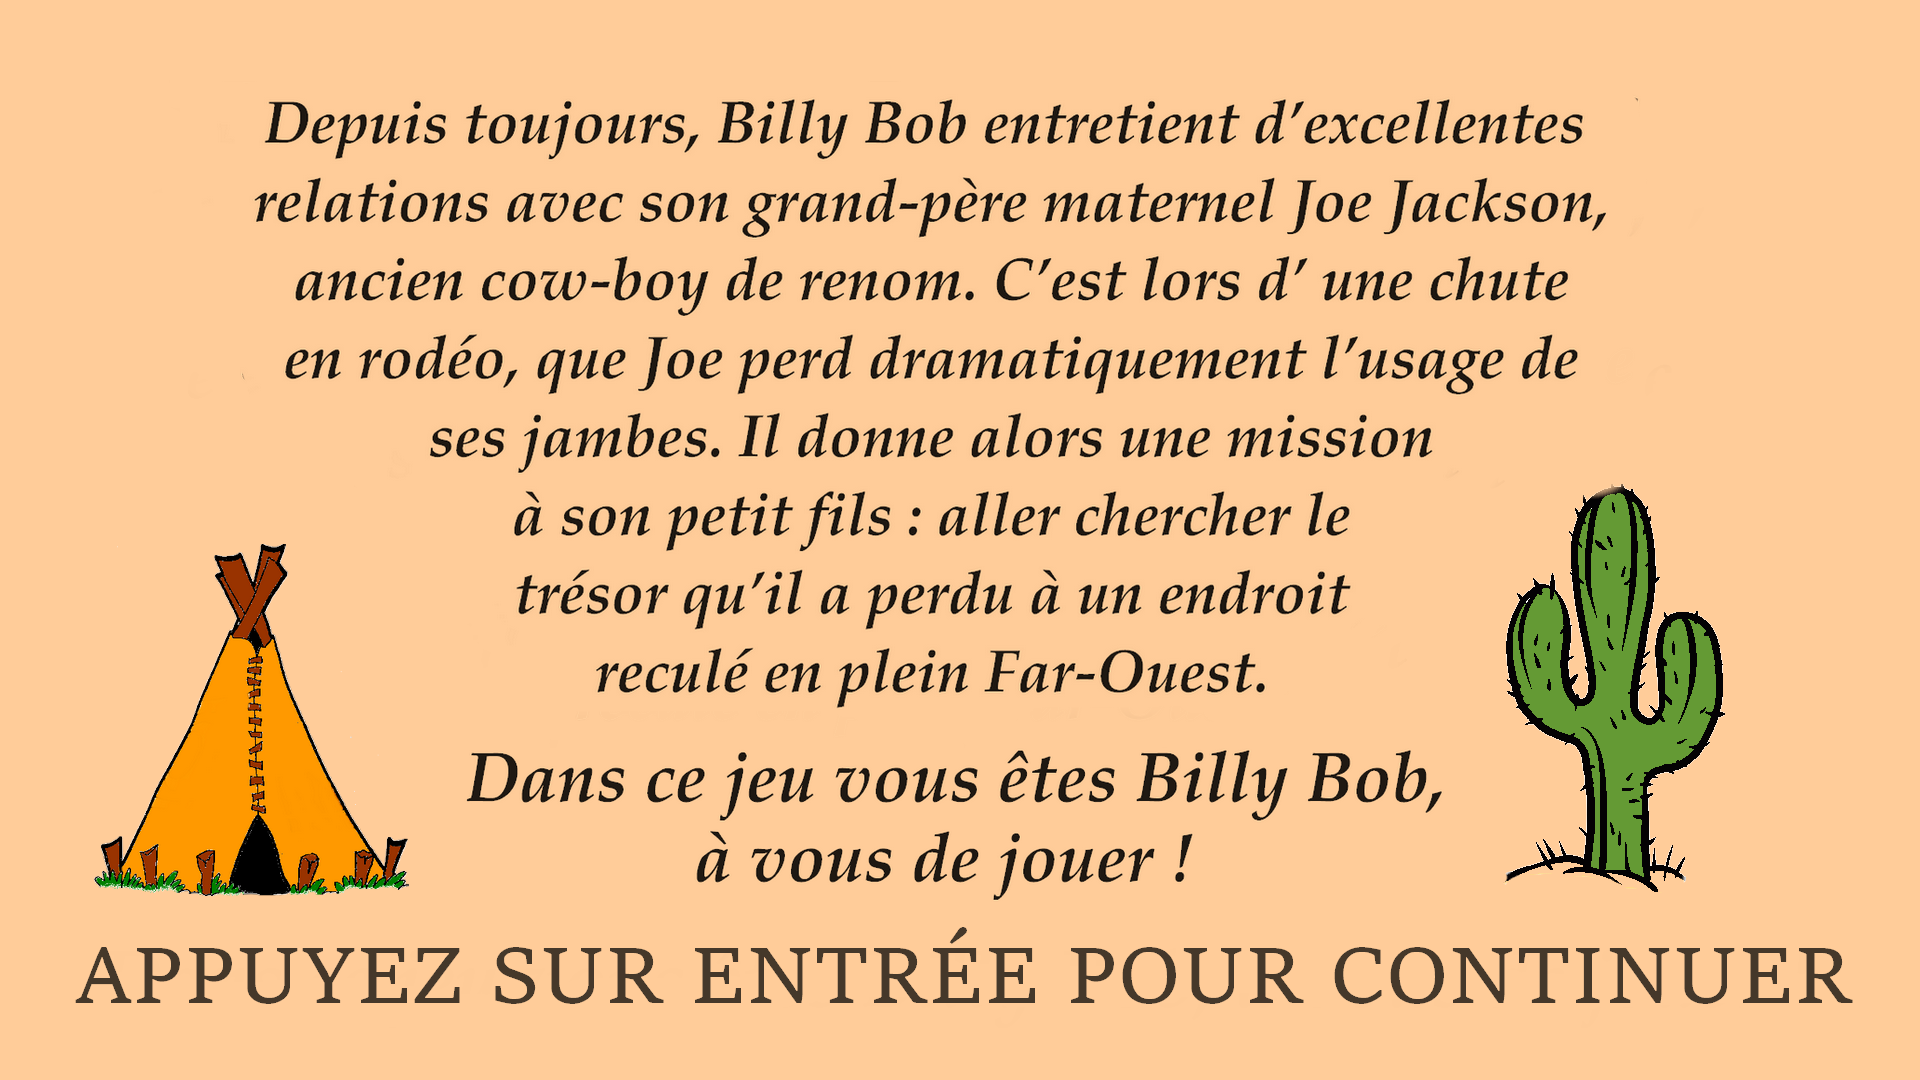 Depuis toujours, Billy Bob entretient d’excellentes
relations avec son grand-père maternel Joe Jackson,
ancien cow-boy de renom. C’est lors d’ une chute
en rodéo, que Joe perd dramatiquement l’usage de
ses jambes. Il donne alors une mission
à son petit fils : aller chercher le
trésor qu’il a perdu à un endroit
reculé en plein Far-Ouest.
Dans ce jeu vous êtes Billy Bob,
à vous de jouer !
APPUYEZ SUR ENTRÉE POUR CONTINUER